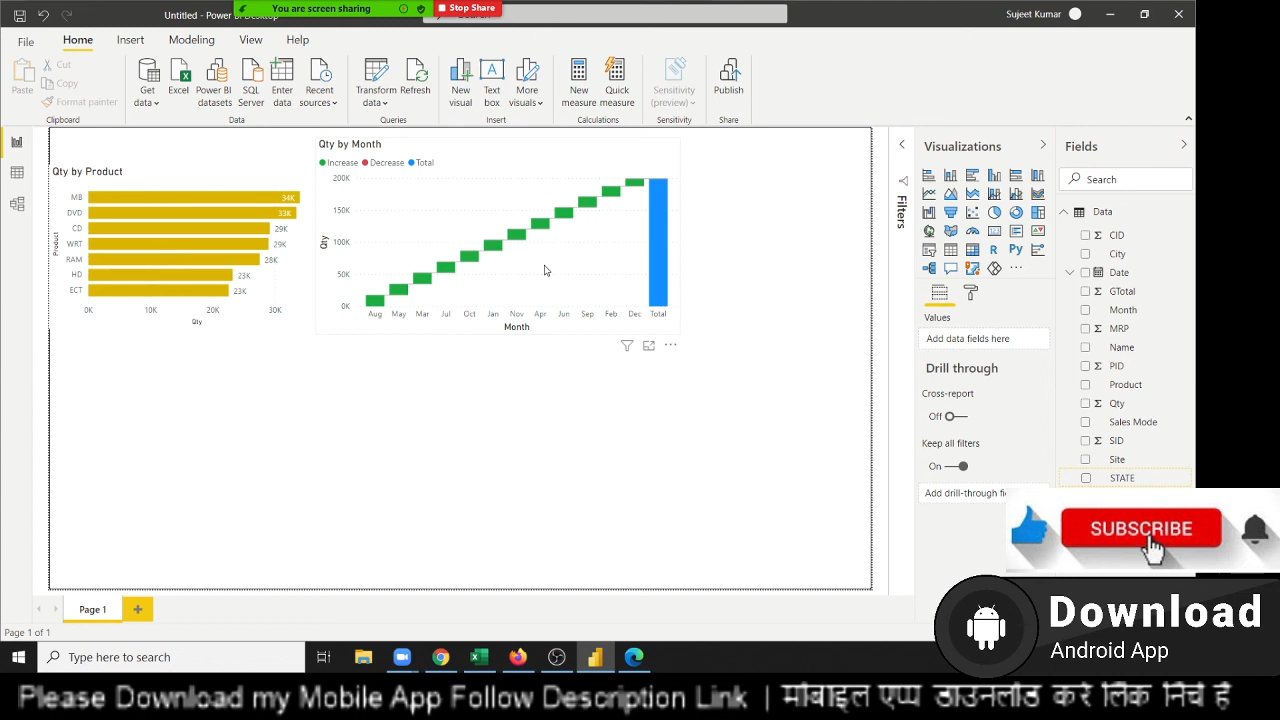 Untitled - Power BI Desktop
You are screen sharing
Stop Share
Search
Sujeet Kumar
File
Home
Insert
Modeling
View
Help
Paste
Cut
Copy
Format painter
Clipboard
Get data
Excel
Power BI datasets
SQL Server
Enter data
Recent sources
Data
Transform data
Refresh
Queries
New visual
Text box
More visuals
Insert
New measure
Quick measure
Calculations
Sensitivity (preview)
Sensitivity
Publish
Share
Qty by Product
Product
MB 34K
DVD 33K
CD 29K
WRT 29K
RAM 28K
HD 23K
ECT 23K
0K 10K 20K 30K
Qty
Qty by Month
Increase Decrease Total
Qty
200K
150K
100K
50K
0K
Aug May Mar Jul Oct Jan Nov Apr Jun Sep Feb Dec Total
Month
Filters
Visualizations
R
Py
Values
Add data fields here
Drill through
Cross-report
Off
Keep all filters
On
Add drill-through fi
Fields
Search
Data
CID
City
Date
GTotal
Month
MRP
Name
PID
Product
Qty
Sales Mode
SID
Site
STATE
SUBSCRIBE
Download
Android App
Page 1
Page 1 of 1
Type here to search
Please Download my Mobile App Follow Description Link | मोबाइल एप्प डाउनलोड करे लिंक निचे है